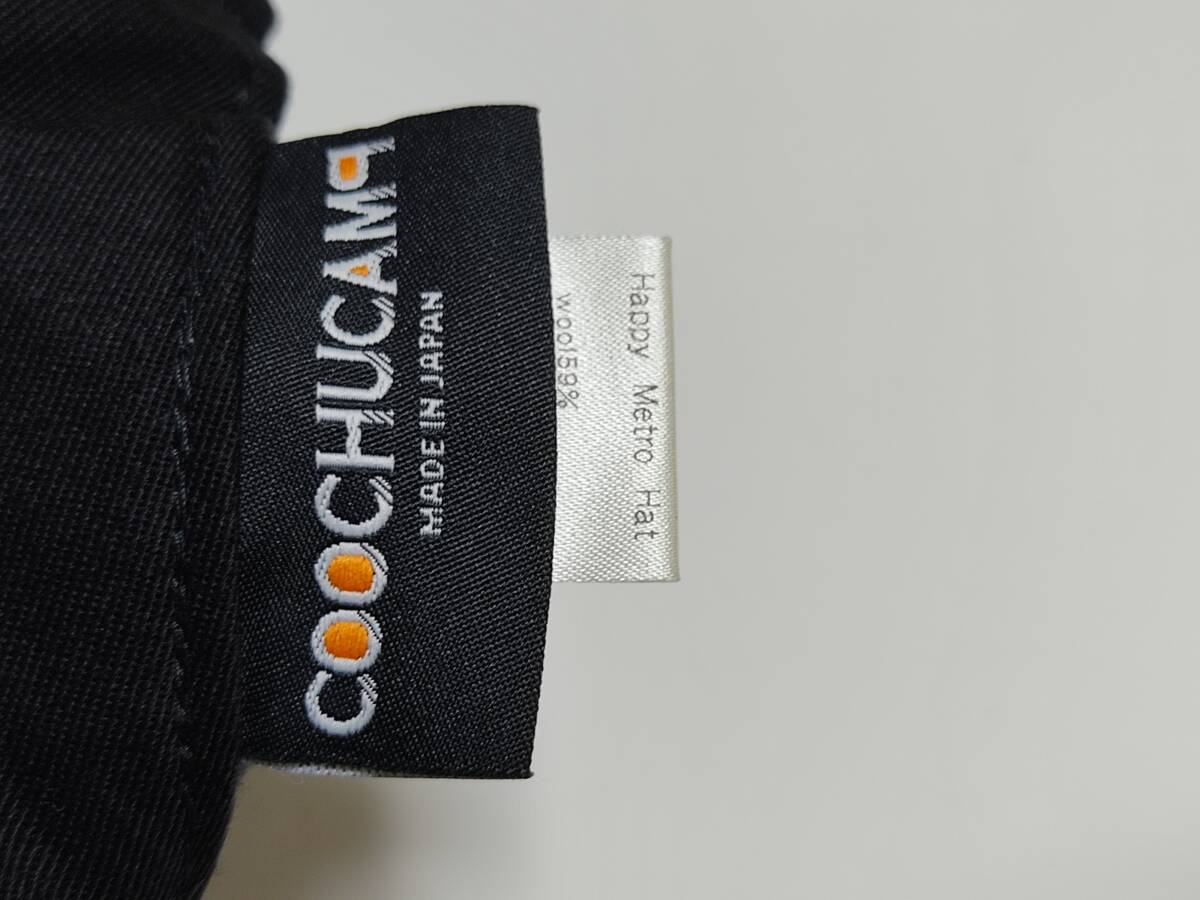 COOCHUCAMP
MADE IN JAPAN
wool59%
Happy Metro Hat